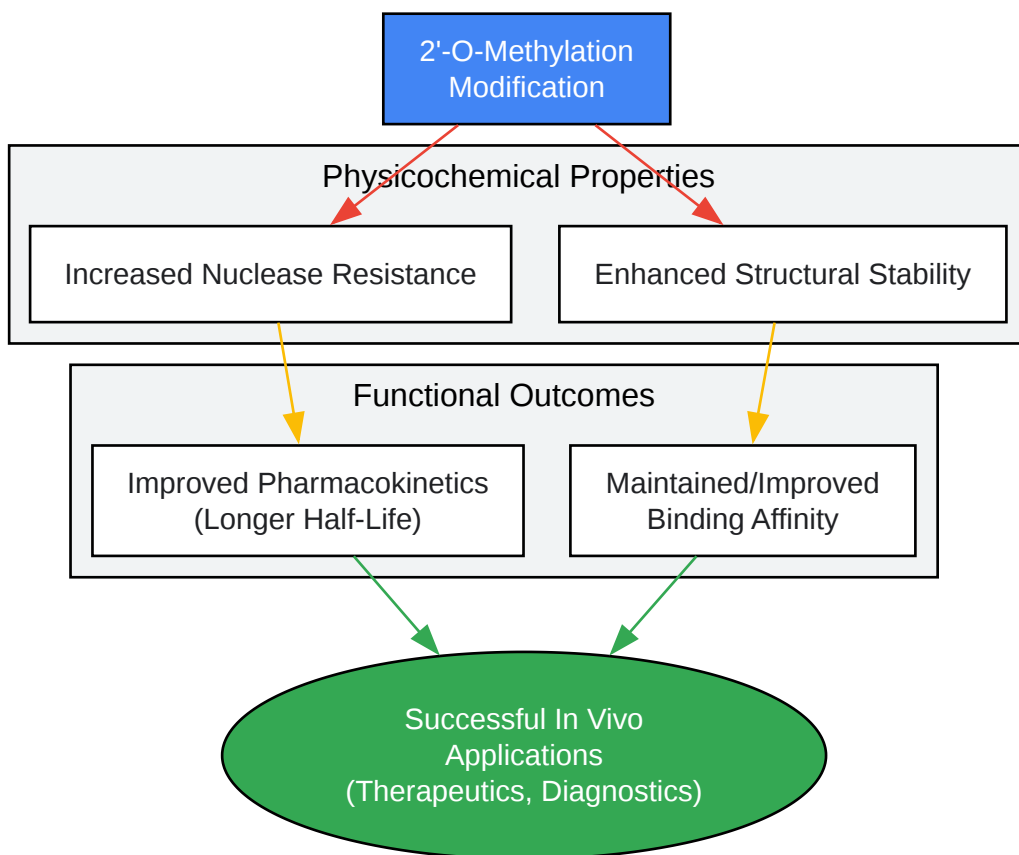 2'-O-Methylation
Modification
Physicochemical Properties
Increased Nuclease Resistance
Enhanced Structural Stability
Functional Outcomes
Improved Pharmacokinetics
(Longer Half-Life)
Maintained/Improved
Binding Affinity
Successful In Vivo
Applications
(Therapeutics, Diagnostics)